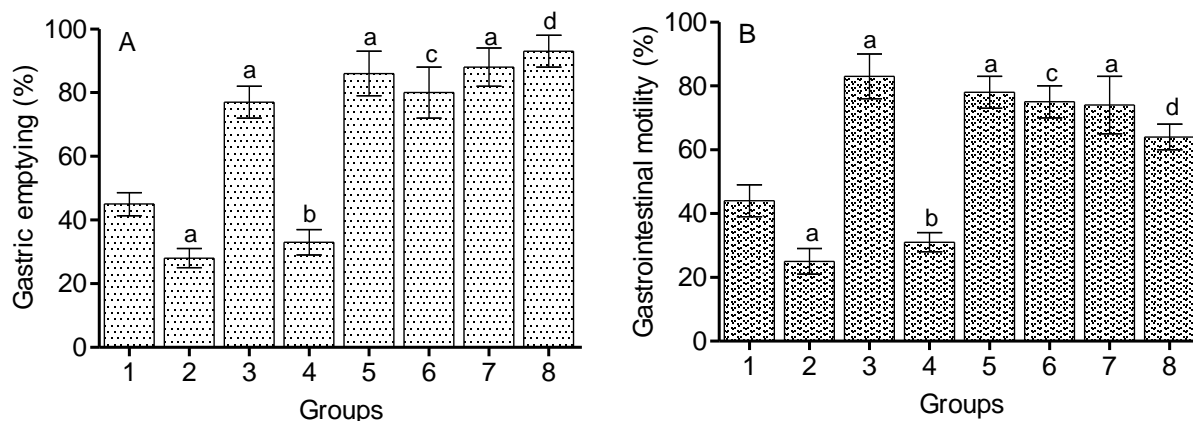 A
Gastric emptying (%)
100
80
60
40
20
0
a
a
b
a
c
a
d
1 2 3 4 5 6 7 8
Groups
B
Gastrointestinal motility (%)
100
80
60
40
20
0
a
a
b
a
c
a
d
1 2 3 4 5 6 7 8
Groups